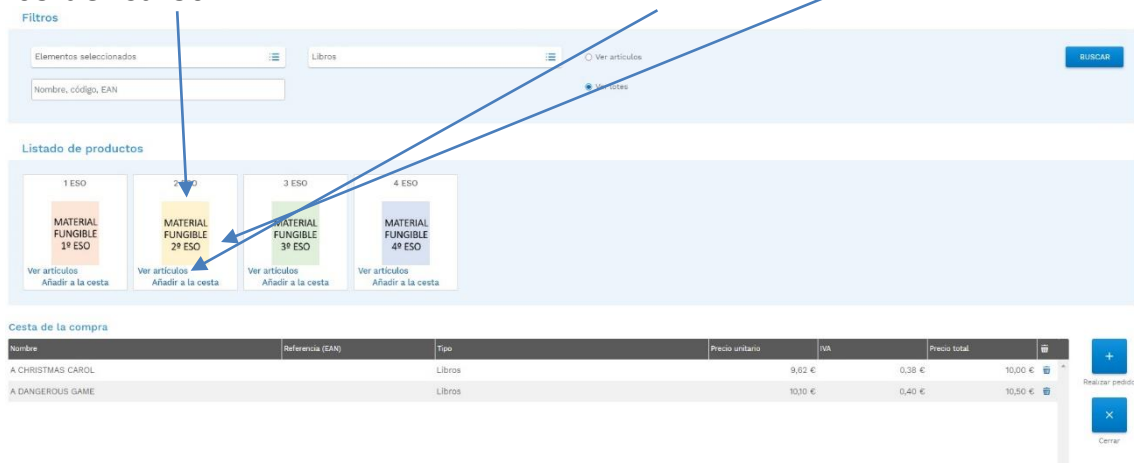 Filtros
Elementos seleccionados
Libros
Ver artículos
BUSCAR
Nombre, código, EAN
Ver lotes
Listado de productos
1 ESO
2 ESO
3 ESO
4 ESO
MATERIAL
FUNGIBLE
1º ESO
MATERIAL
FUNGIBLE
2º ESO
MATERIAL
FUNGIBLE
3º ESO
MATERIAL
FUNGIBLE
4º ESO
Ver artículos
Añadir a la cesta
Ver artículos
Añadir a la cesta
Ver artículos
Añadir a la cesta
Ver artículos
Añadir a la cesta
Cesta de la compra
Nombre Referencia (EAN) Tipo Precio unitario IVA Precio total
A CHRISTMAS CAROL Libros 9,62 € 0,38 € 10,00 €
A DANGEROUS GAME Libros 10,10 € 0,40 € 10,50 €
Realizar pedido
Cerrar